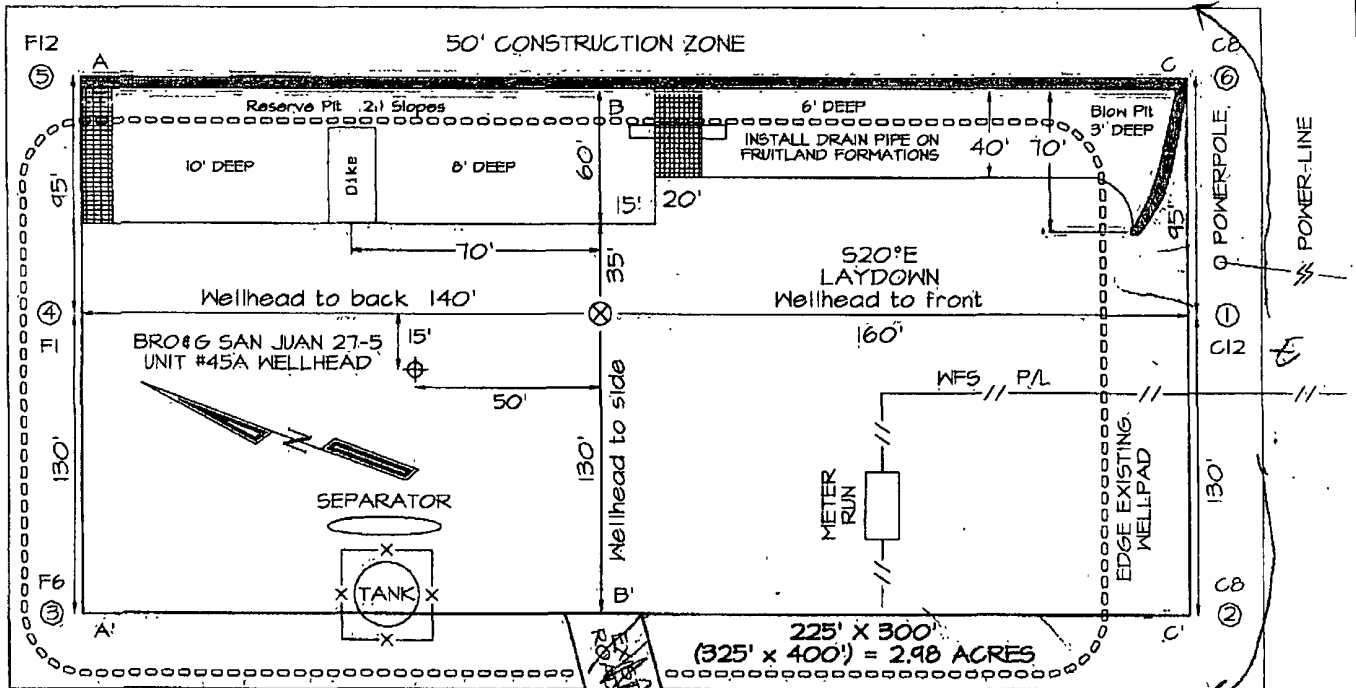 F12
50' CONSTRUCTION ZONE
C8
5
A
C
6
Reserve Pit 2:1 Slopes
B
6' DEEP
Blow Pit
3' DEEP
INSTALL DRAIN PIPE ON
FRUITLAND FORMATIONS
40'
70'
10' DEEP
Dike
8' DEEP
60'
95'
15'
20'
95'
POWERPOLE
POWER-LINE
70'
35'
S20°E
LAYDOWN
Wellhead to back 140'
Wellhead to front
160'
4
F1
1
C12
BRO&G SAN JUAN 27-5
UNIT #45A WELLHEAD
15'
50'
WFS P/L
130'
N
130'
Wellhead to side
METER
RUN
EDGE EXISTING
WELLPAD
130'
SEPARATOR
TANK
F6
3
A'
B'
C8
2
C'
225' X 300'
(325' x 400') = 2.98 ACRES